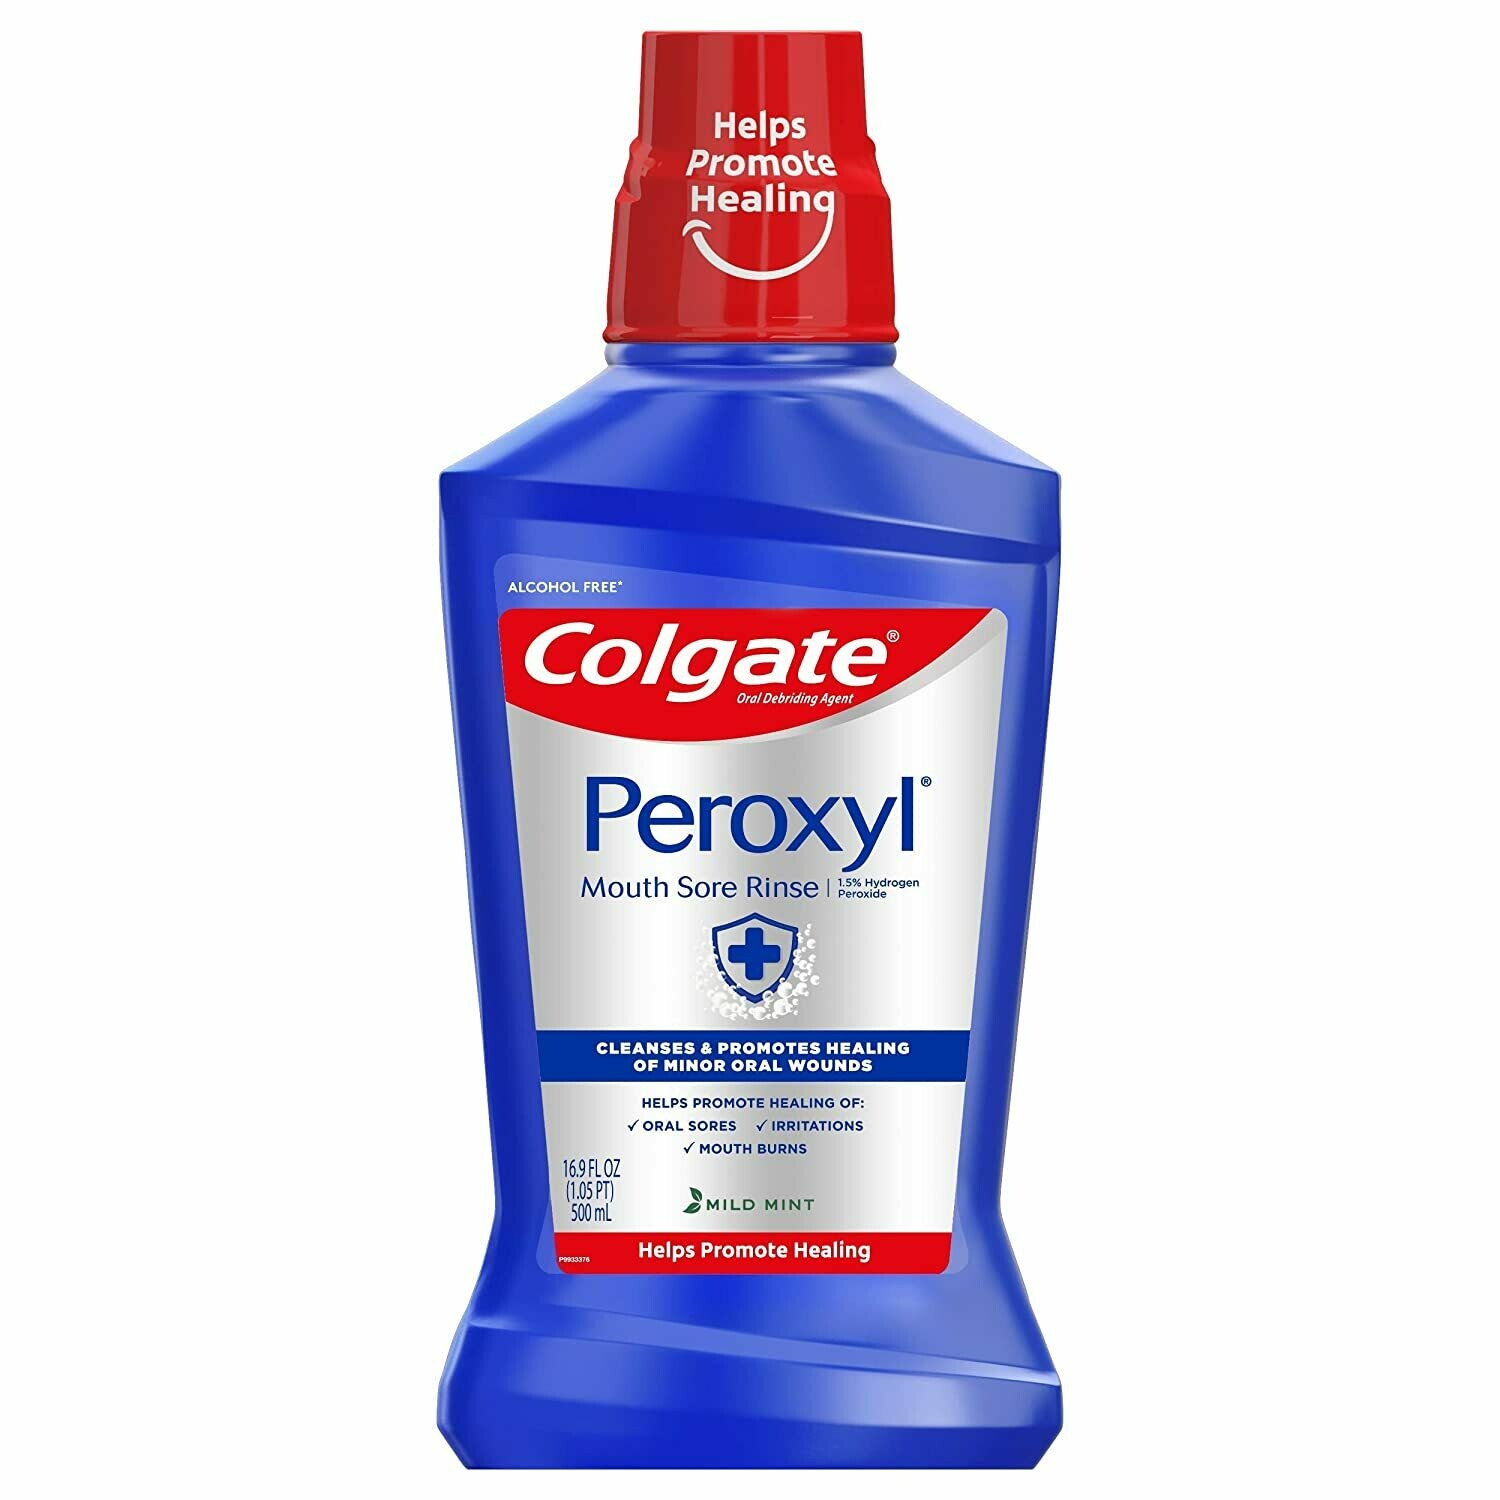 Helps
Promote
Healing
ALCOHOL FREE*
Colgate®
Oral Debriding Agent
Peroxyl®
Mouth Sore Rinse | 1.5% Hydrogen
Peroxide
CLEANSES & PROMOTES HEALING
OF MINOR ORAL WOUNDS
HELPS PROMOTE HEALING OF:
✓ ORAL SORES ✓ IRRITATIONS
✓ MOUTH BURNS
16.9 FL OZ
(1.05 PT)
500 mL
MILD MINT
P9933376
Helps Promote Healing